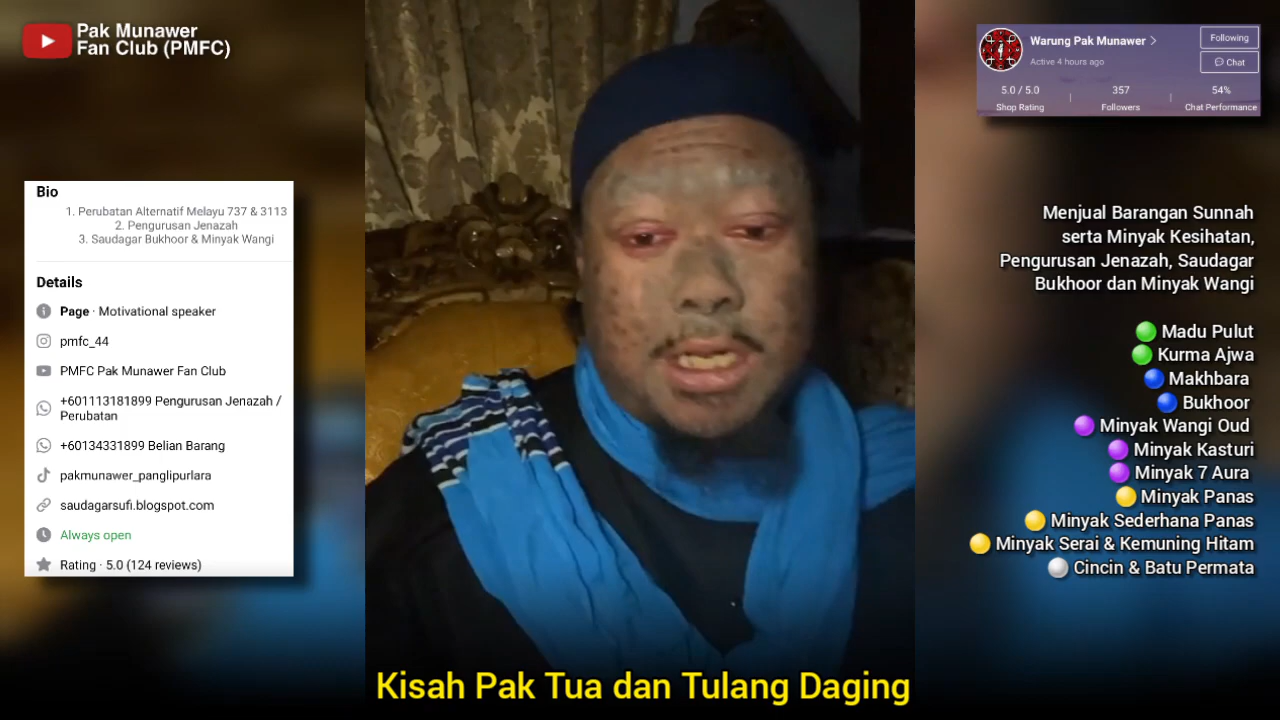 Pak Munawer
Fan Club (PMFC)
Bio
1. Perubatan Alternatif Melayu 737 & 3113
2. Pengurusan Jenazah
3. Saudagar Bukhoor & Minyak Wangi
Details
Page · Motivational speaker
pmfc_44
PMFC Pak Munawer Fan Club
+601113181899 Pengurusan Jenazah /
Perubatan
+60134331899 Belian Barang
pakmunawer_panglipurlara
saudagarsufi.blogspot.com
Always open
Rating · 5.0 (124 reviews)
Warung Pak Munawer
Following
Active 4 hours ago
Chat
5.0 / 5.0 357 54%
Shop Rating Followers Chat Performance
Menjual Barangan Sunnah
serta Minyak Kesihatan,
Pengurusan Jenazah, Saudagar
Bukhoor dan Minyak Wangi
Madu Pulut
Kurma Ajwa
Makhbara
Bukhoor
Minyak Wangi Oud
Minyak Kasturi
Minyak 7 Aura
Minyak Panas
Minyak Sederhana Panas
Minyak Serai & Kemuning Hitam
Cincin & Batu Permata
Kisah Pak Tua dan Tulang Daging